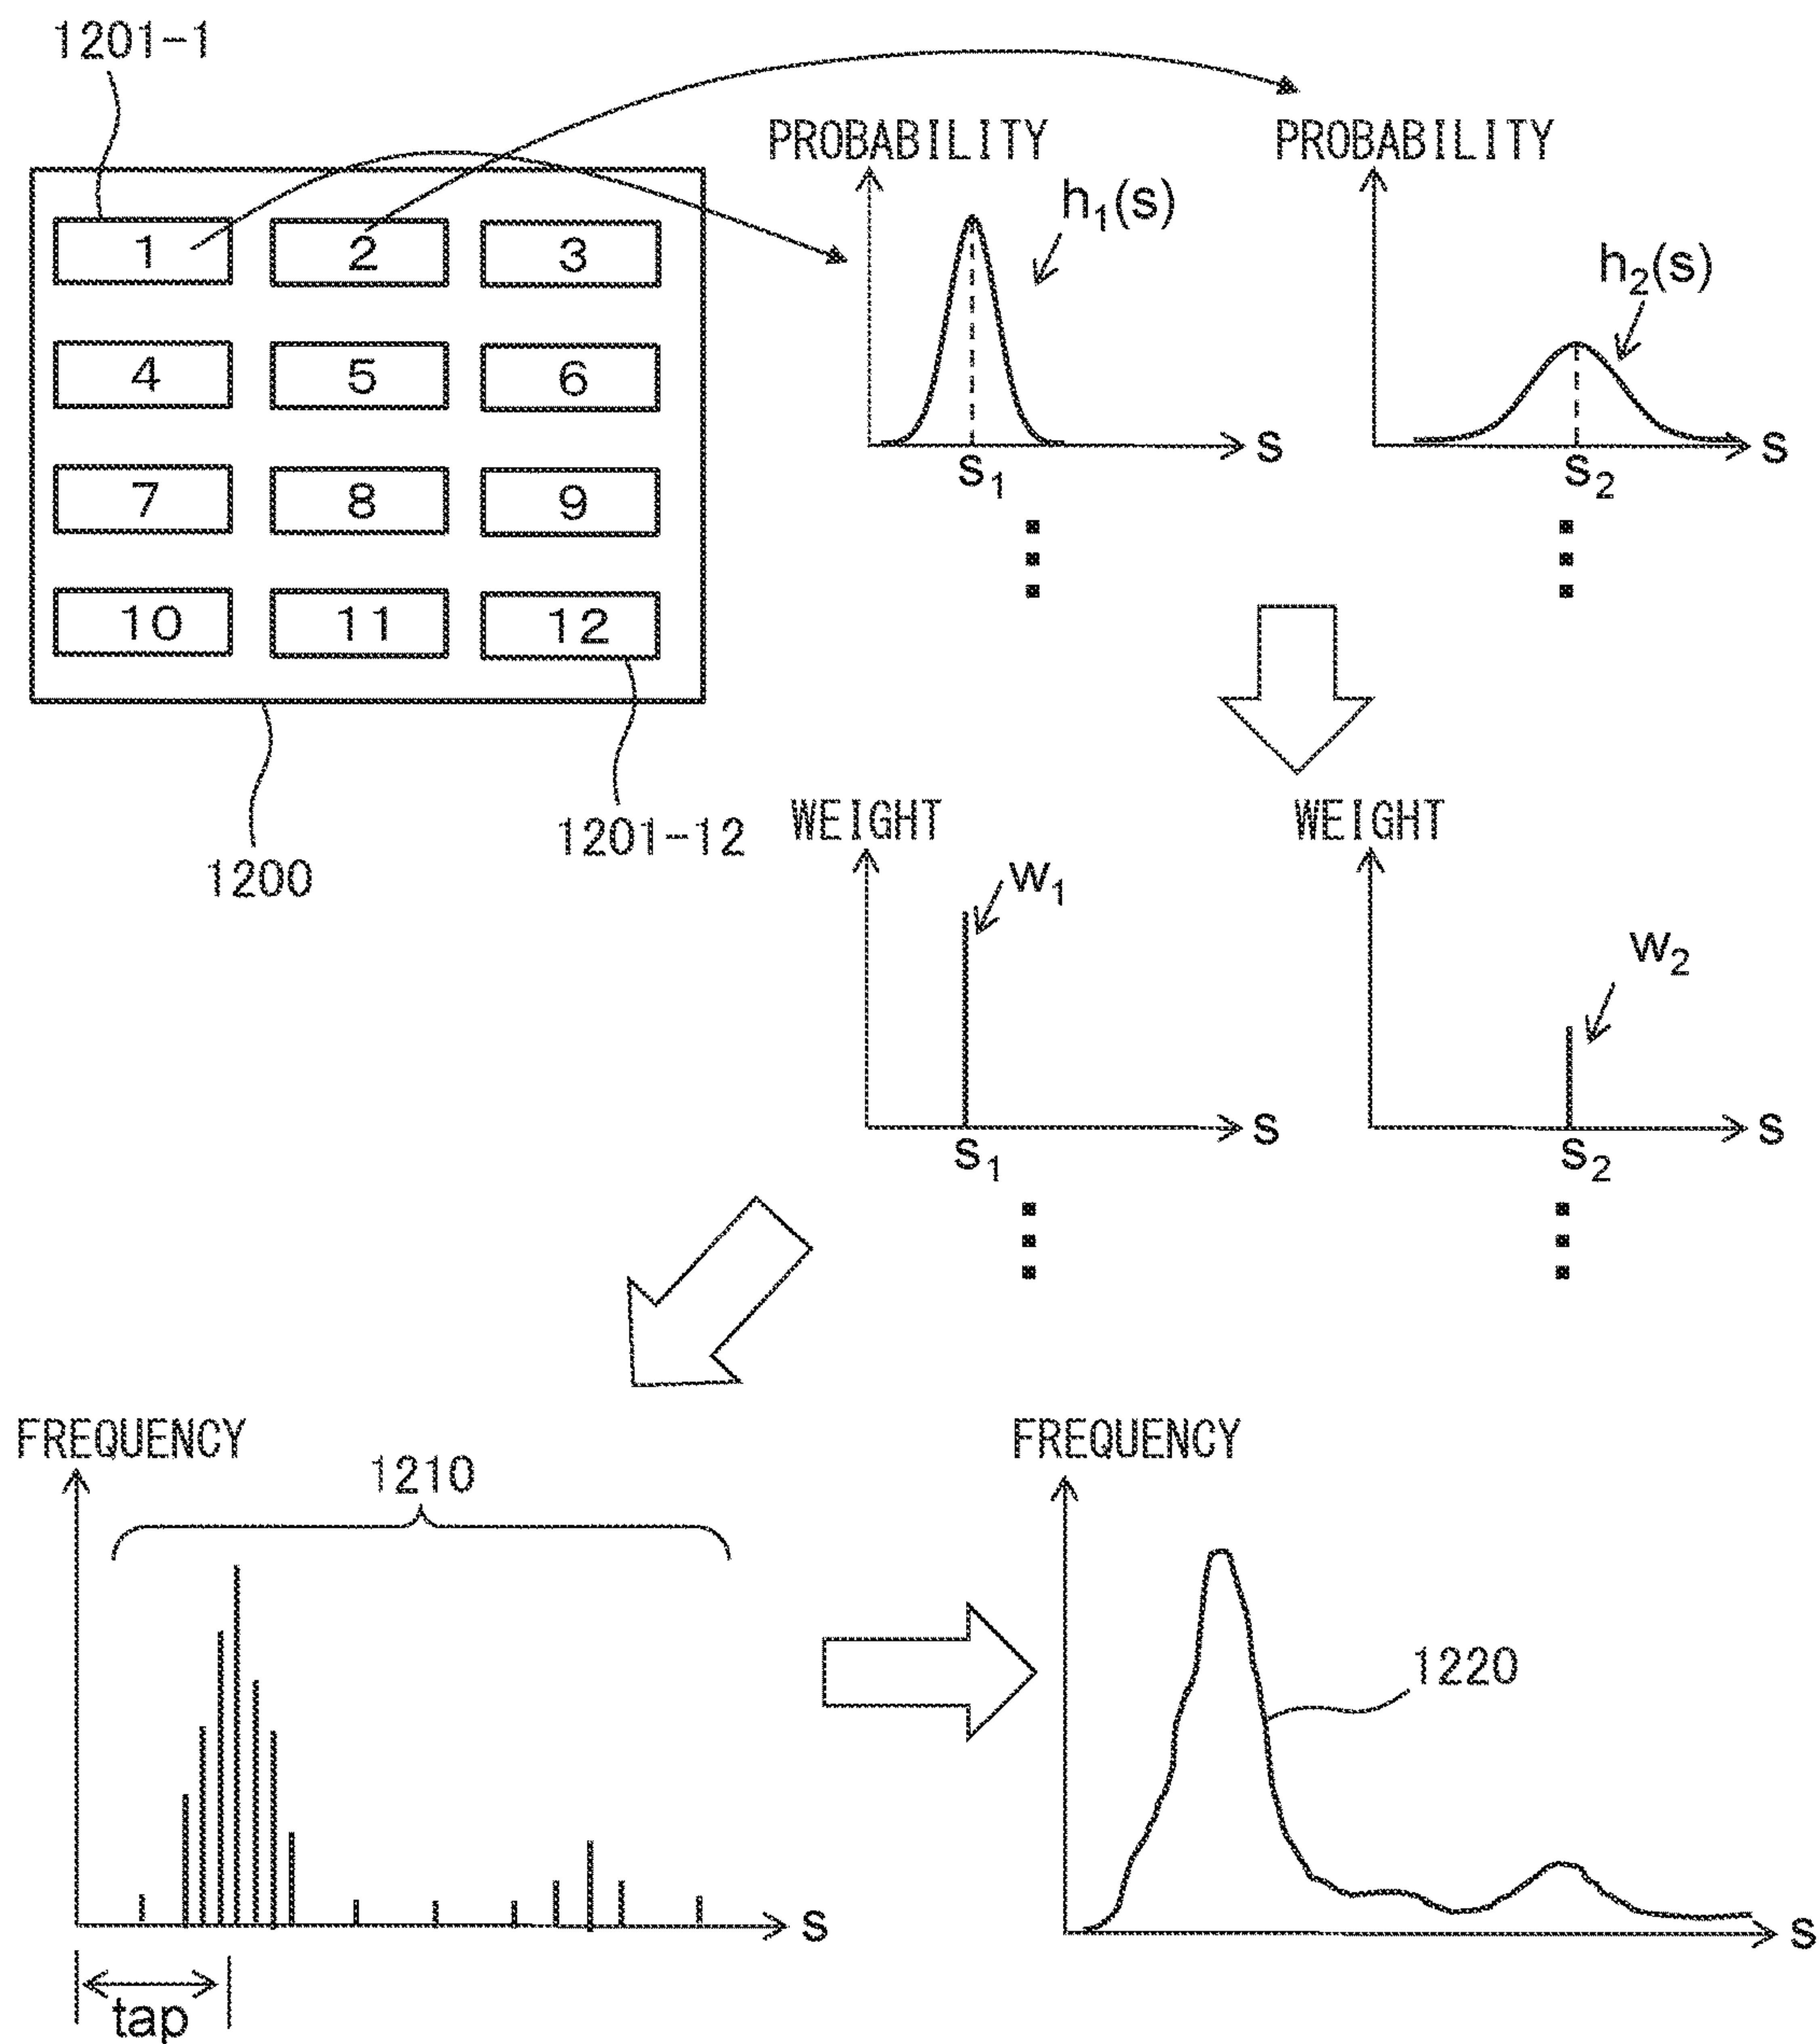 1201-1
1 2 3
4 5 6
7 8 9
10 11 12
1200
1201-12
PROBABILITY
h₁(s)
s₁
s
PROBABILITY
h₂(s)
s₂
s
WEIGHT
w₁
s₁
s
WEIGHT
w₂
s₂
s
FREQUENCY
1210
s
tap
FREQUENCY
1220
s